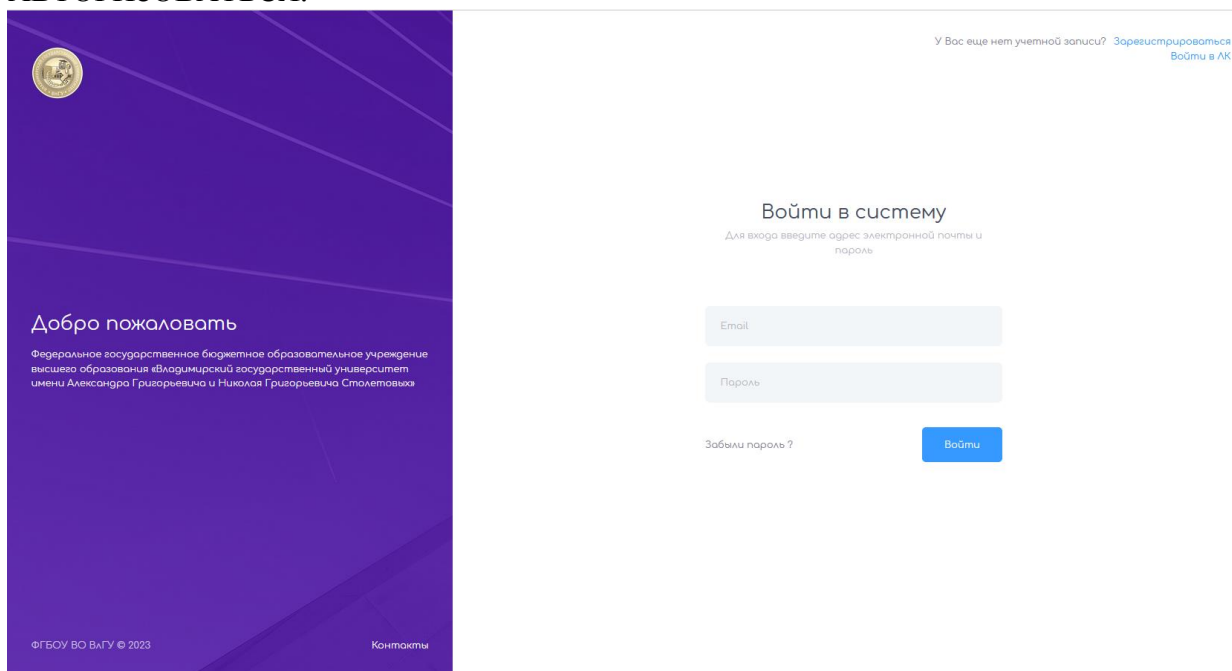 У Вас еще нет учетной записи? Зарегистрироваться
Войти в ЛК
Войти в систему
Для входа введите адрес электронной почты и
пароль
Email
Пароль
Забыли пароль ?
Войти
Добро пожаловать
Федеральное государственное бюджетное образовательное учреждение
высшего образования «Владимирский государственный университет
имени Александра Григорьевича и Николая Григорьевича Столетовых»
ФГБОУ ВО ВлГУ © 2023
Контакты